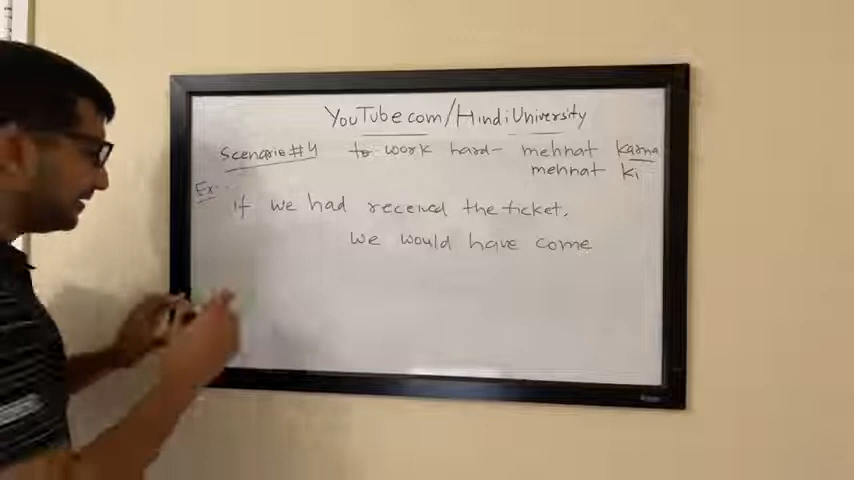 YouTube.com/HindiUniversity
Scenario#4 to work hard- mehnat karna
mehnat ki
Ex:-
if we had received the ticket,
we would have come